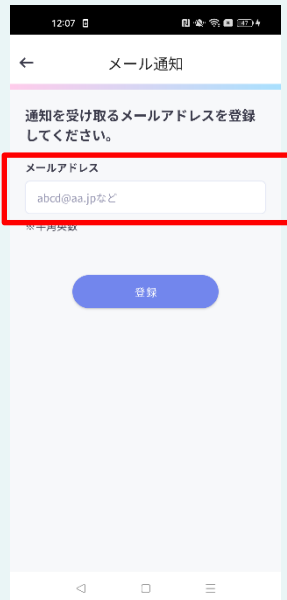 12:07
47
メール通知
通知を受け取るメールアドレスを登録
してください。
メールアドレス
abcd@aa.jpなど
※半角英数
登録